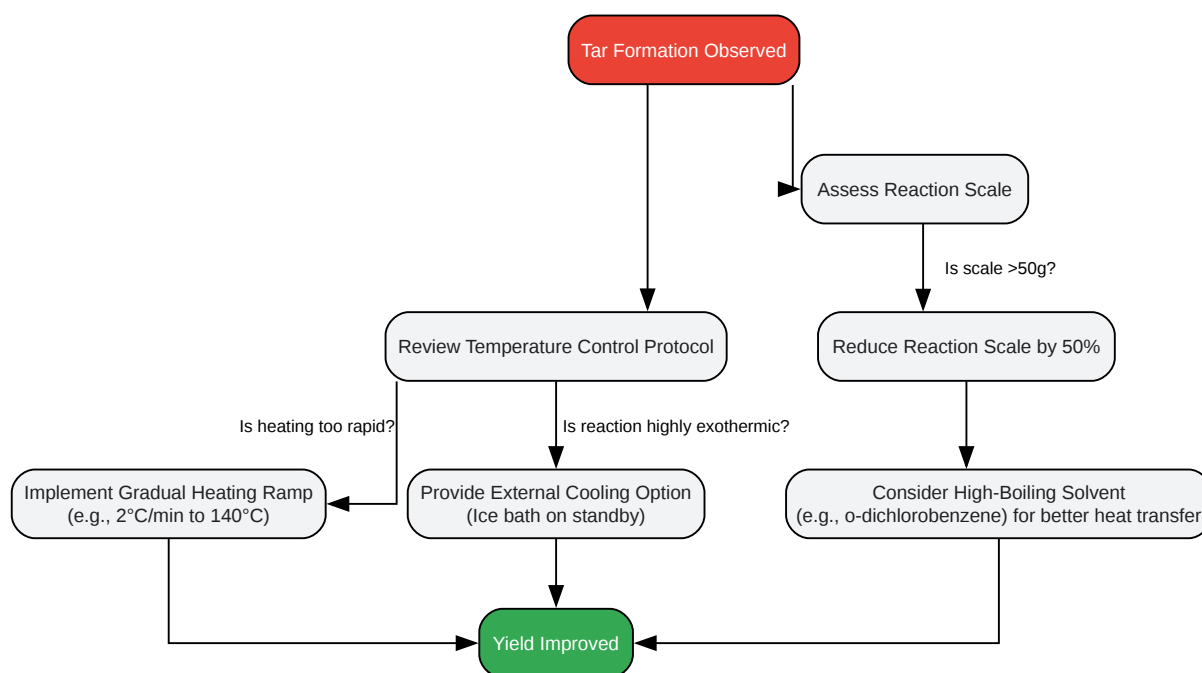 Tar Formation Observed
Assess Reaction Scale
Is scale >50g?
Review Temperature Control Protocol
Reduce Reaction Scale by 50%
Is heating too rapid?
Is reaction highly exothermic?
Implement Gradual Heating Ramp
(e.g., 2°C/min to 140°C)
Provide External Cooling Option
(Ice bath on standby)
Consider High-Boiling Solvent
(e.g., o-dichlorobenzene) for better heat transfer
Yield Improved